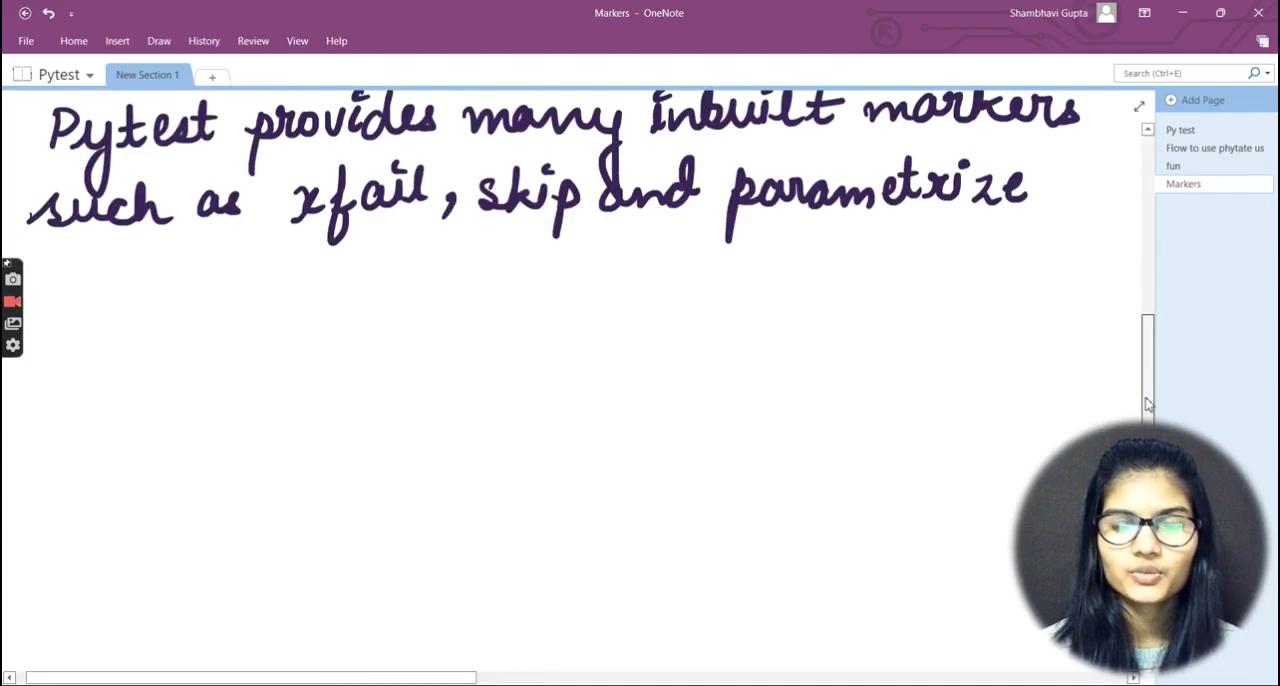 Markers - OneNote
Shambhavi Gupta
File Home Insert Draw History Review View Help
Pytest
New Section 1
Search (Ctrl+E)
Pytest provides many inbuilt markers
such as xfail, skip and parametrize
Add Page
Py test
Flow to use phytate us
fun
Markers